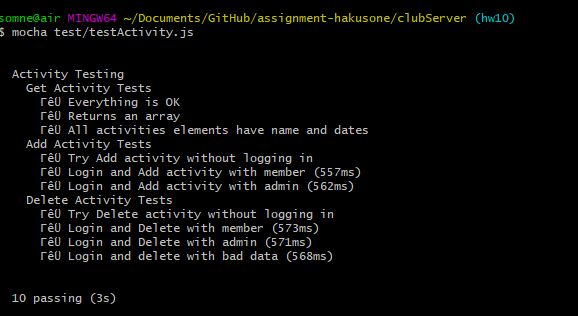 somne@air MINGW64 ~/Documents/GitHub/assignment-hakusone/clubServer (hw10)
$ mocha test/testActivity.js
Activity Testing
Get Activity Tests
ΓêÜ Everything is OK
ΓêÜ Returns an array
ΓêÜ All activities elements have name and dates
Add Activity Tests
ΓêÜ Try Add activity without logging in
ΓêÜ Login and Add activity with member (557ms)
ΓêÜ Login and Add activity with admin (562ms)
Delete Activity Tests
ΓêÜ Try Delete activity without logging in
ΓêÜ Login and Delete with member (573ms)
ΓêÜ Login and Delete with admin (571ms)
ΓêÜ Login and delete with bad data (568ms)
10 passing (3s)